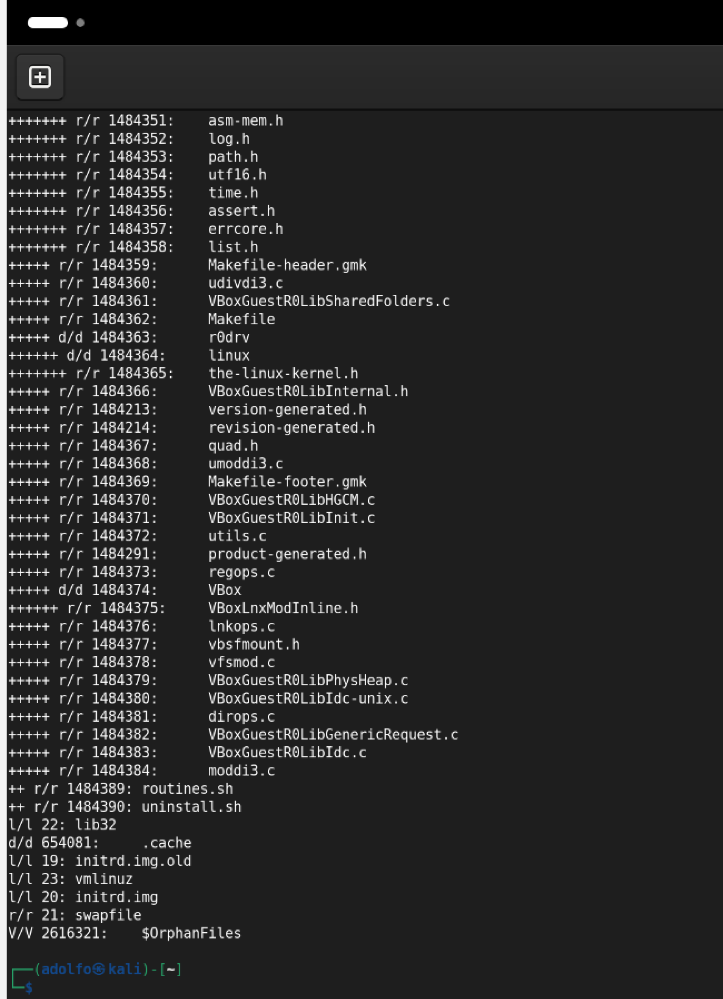 +++++++ r/r 1484351:    asm-mem.h
+++++++ r/r 1484352:    log.h
+++++++ r/r 1484353:    path.h
+++++++ r/r 1484354:    utf16.h
+++++++ r/r 1484355:    time.h
+++++++ r/r 1484356:    assert.h
+++++++ r/r 1484357:    errcore.h
+++++++ r/r 1484358:    list.h
+++++ r/r 1484359:      Makefile-header.gmk
+++++ r/r 1484360:      udivdi3.c
+++++ r/r 1484361:      VBoxGuestR0LibSharedFolders.c
+++++ r/r 1484362:      Makefile
+++++ d/d 1484363:      r0drv
++++++ d/d 1484364:     linux
+++++++ r/r 1484365:    the-linux-kernel.h
+++++ r/r 1484366:      VBoxGuestR0LibInternal.h
+++++ r/r 1484213:      version-generated.h
+++++ r/r 1484214:      revision-generated.h
+++++ r/r 1484367:      quad.h
+++++ r/r 1484368:      umoddi3.c
+++++ r/r 1484369:      Makefile-footer.gmk
+++++ r/r 1484370:      VBoxGuestR0LibHGCM.c
+++++ r/r 1484371:      VBoxGuestR0LibInit.c
+++++ r/r 1484372:      utils.c
+++++ r/r 1484291:      product-generated.h
+++++ r/r 1484373:      regops.c
+++++ d/d 1484374:      VBox
++++++ r/r 1484375:     VBoxLnxModInline.h
+++++ r/r 1484376:      lnkops.c
+++++ r/r 1484377:      vbsfmount.h
+++++ r/r 1484378:      vfsmod.c
+++++ r/r 1484379:      VBoxGuestR0LibPhysHeap.c
+++++ r/r 1484380:      VBoxGuestR0LibIdc-unix.c
+++++ r/r 1484381:      dirops.c
+++++ r/r 1484382:      VBoxGuestR0LibGenericRequest.c
+++++ r/r 1484383:      VBoxGuestR0LibIdc.c
+++++ r/r 1484384:      moddi3.c
++ r/r 1484389: routines.sh
++ r/r 1484390: uninstall.sh
l/l 22: lib32
d/d 654081:     .cache
l/l 19: initrd.img.old
l/l 23: vmlinuz
l/l 20: initrd.img
r/r 21: swapfile
V/V 2616321:    $OrphanFiles
┌──(adolfo㉿kali)-[~]
└─$